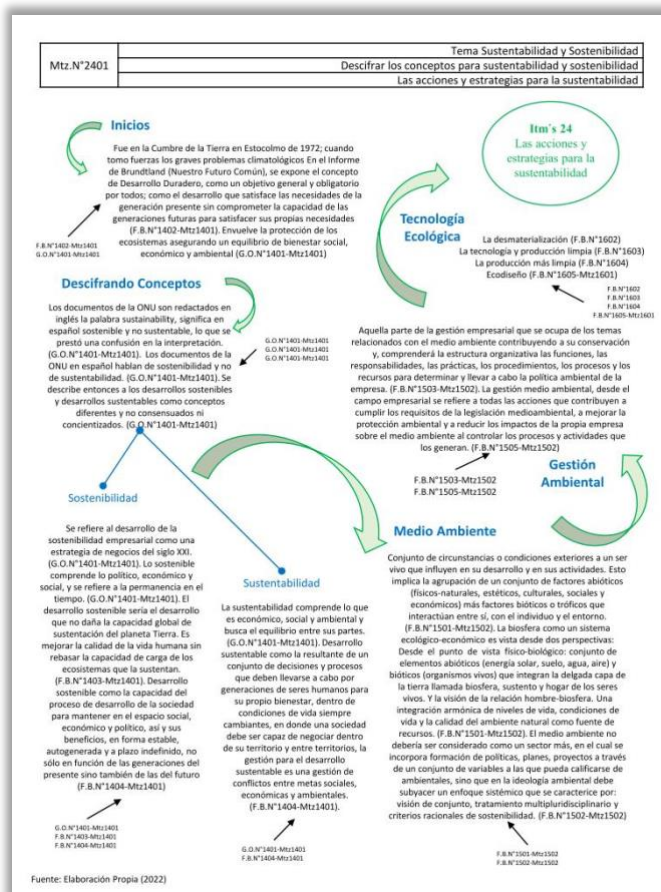 Mtz.N°2401
Tema Sustentabilidad y Sostenibilidad
Descifrar los conceptos para sustentabilidad y sostenibilidad
Las acciones y estrategias para la sustentabilidad
Inicios
Fue en la Cumbre de la Tierra en Estocolmo de 1972; cuando
tomo fuerzas los graves problemas climatológicos En el Informe
de Brundtland (Nuestro Futuro Común), se expone el concepto
de Desarrollo Duradero, como un objetivo general y obligatorio
por todos; como el desarrollo que satisface las necesidades de la
generación presente sin comprometer la capacidad de las
generaciones futuras para satisfacer sus propias necesidades
(F.B.N°1402-Mtz1401). Envuelve la protección de los
ecosistemas asegurando un equilibrio de bienestar social,
económico y ambiental (G.O.N°1401-Mtz1401)
F.B.N°1402-Mtz1401
G.O.N°1401-Mtz1401
Itm´s 24
Las acciones y
estrategias para la
sustentabilidad
Tecnología
Ecológica
La desmaterialización (F.B.N°1602)
La tecnología y producción limpia (F.B.N°1603)
La producción más limpia (F.B.N°1604)
Ecodiseño (F.B.N°1605-Mtz1601)
F.B.N°1602
F.B.N°1603
F.B.N°1604
F.B.N°1605-Mtz1601
Descifrando Conceptos
Los documentos de la ONU son redactados en
inglés la palabra sustainability, significa en
español sostenible y no sustentable, lo que se
prestó una confusión en la interpretación.
(G.O.N°1401-Mtz1401). Los documentos de la
ONU en español hablan de sostenibilidad y no
de sustentabilidad. (G.O.N°1401-Mtz1401). Se
describe entonces a los desarrollos sostenibles
y desarrollos sustentables como conceptos
diferentes y no consensuados ni
concientizados. (G.O.N°1401-Mtz1401)
G.O.N°1401-Mtz1401
G.O.N°1401-Mtz1401
G.O.N°1401-Mtz1401
Aquella parte de la gestión empresarial que se ocupa de los temas
relacionados con el medio ambiente contribuyendo a su conservación
y, comprenderá la estructura organizativa las funciones, las
responsabilidades, las prácticas, los procedimientos, los procesos y los
recursos para determinar y llevar a cabo la política ambiental de la
empresa. (F.B.N°1503-Mtz1502). La gestión medio ambiental, desde el
campo empresarial se refiere a todas las acciones que contribuyen a
cumplir los requisitos de la legislación medioambiental, a mejorar la
protección ambiental y a reducir los impactos de la propia empresa
sobre el medio ambiente al controlar los procesos y actividades que
los generan. (F.B.N°1505-Mtz1502)
F.B.N°1503-Mtz1502
F.B.N°1505-Mtz1502
Gestión
Ambiental
Sostenibilidad
Se refiere al desarrollo de la
sostenibilidad empresarial como una
estrategia de negocios del siglo XXI.
(G.O.N°1401-Mtz1401). Lo sostenible
comprende lo político, económico y
social, y se refiere a la permanencia en el
tiempo. (G.O.N°1401-Mtz1401). El
desarrollo sostenible sería el desarrollo
que no daña la capacidad global de
sustentación del planeta Tierra. Es
mejorar la calidad de la vida humana sin
rebasar la capacidad de carga de los
ecosistemas que la sustentan.
(F.B.N°1403-Mtz1401). Desarrollo
sostenible como la capacidad del
proceso de desarrollo de la sociedad
para mantener en el espacio social,
económico y político, así y sus
beneficios, en forma estable,
autogenerada y a plazo indefinido, no
sólo en función de las generaciones del
presente sino también de las del futuro
(F.B.N°1404-Mtz1401)
G.O.N°1401-Mtz1401
F.B.N°1403-Mtz1401
F.B.N°1404-Mtz1401
Sustentabilidad
La sustentabilidad comprende lo que
es económico, social y ambiental y
busca el equilibrio entre sus partes.
(G.O.N°1401-Mtz1401). Desarrollo
sustentable como la resultante de un
conjunto de decisiones y procesos
que deben llevarse a cabo por
generaciones de seres humanos para
su propio bienestar, dentro de
condiciones de vida siempre
cambiantes, en donde una sociedad
debe ser capaz de negociar dentro
de su territorio y entre territorios, la
gestión para el desarrollo
sustentable es una gestión de
conflictos entre metas sociales,
económicas y ambientales.
(F.B.N°1404-Mtz1401).
G.O.N°1401-Mtz1401
F.B.N°1404-Mtz1401
Medio Ambiente
Conjunto de circunstancias o condiciones exteriores a un ser
vivo que influyen en su desarrollo y en sus actividades. Esto
implica la agrupación de un conjunto de factores abióticos
(físicos-naturales, estéticos, culturales, sociales y
económicos) más factores bióticos o tróficos que
interactúan entre sí, con el individuo y el entorno.
(F.B.N°1501-Mtz1502). La biosfera como un sistema
ecológico-económico es vista desde dos perspectivas:
Desde el punto de vista físico-biológico: conjunto de
elementos abióticos (energía solar, suelo, agua, aire) y
bióticos (organismos vivos) que integran la delgada capa de
la tierra llamada biosfera, sustento y hogar de los seres
vivos. Y la visión de la relación hombre-biosfera. Una
integración armónica de niveles de vida, condiciones de
vida y la calidad del ambiente natural como fuente de
recursos. (F.B.N°1501-Mtz1502). El medio ambiente no
debería ser considerado como un sector más, en el cual se
incorpora formación de políticas, planes, proyectos a través
de un conjunto de variables a las que pueda calificarse de
ambientales, sino que en la ideología ambiental debe
subyacer un enfoque sistémico que se caracterice por:
visión de conjunto, tratamiento multipluridisciplinario y
criterios racionales de sostenibilidad. (F.B.N°1502-Mtz1502)
F.B.N°1501-Mtz1502
F.B.N°1502-Mtz1502
Fuente: Elaboración Propia (2022)